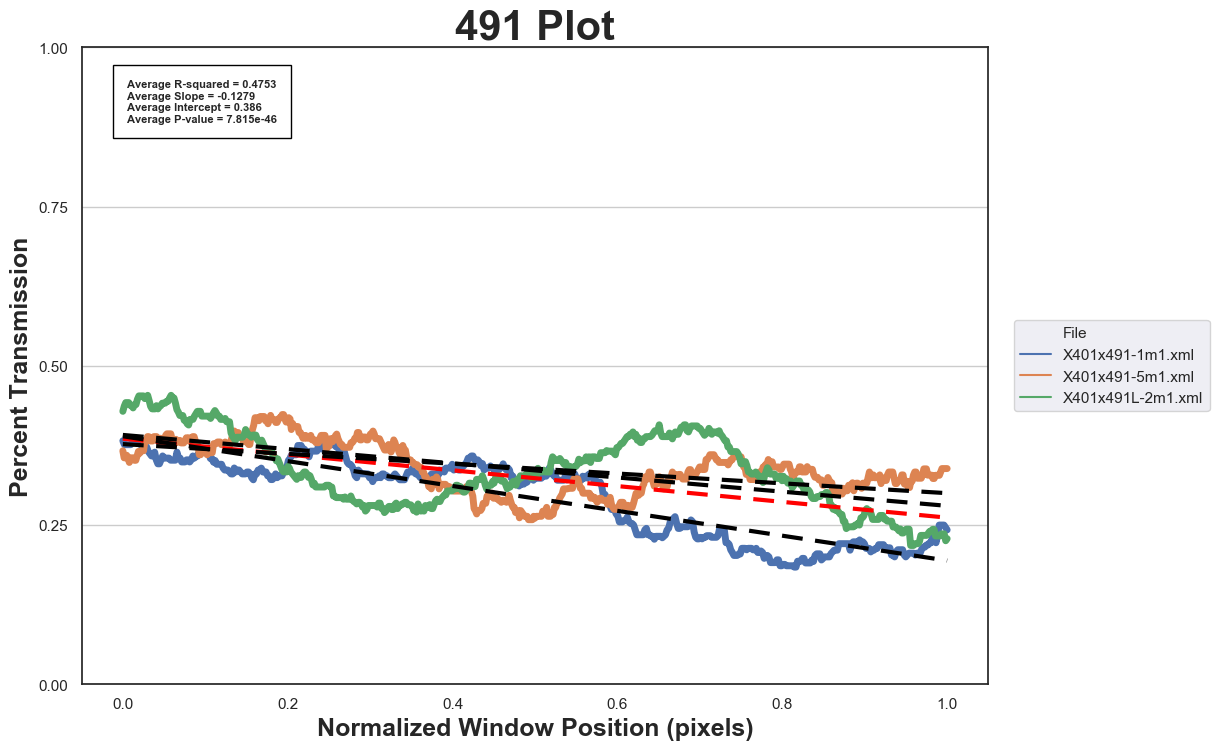 491 Plot
Average R-squared = 0.4753
Average Slope = -0.1279
Average Intercept = 0.386
Average P-value = 7.815e-46
Percent Transmission
1.00
0.75
0.50
0.25
0.00
0.0 0.2 0.4 0.6 0.8 1.0
Normalized Window Position (pixels)
File
X401x491-1m1.xml
X401x491-5m1.xml
X401x491L-2m1.xml